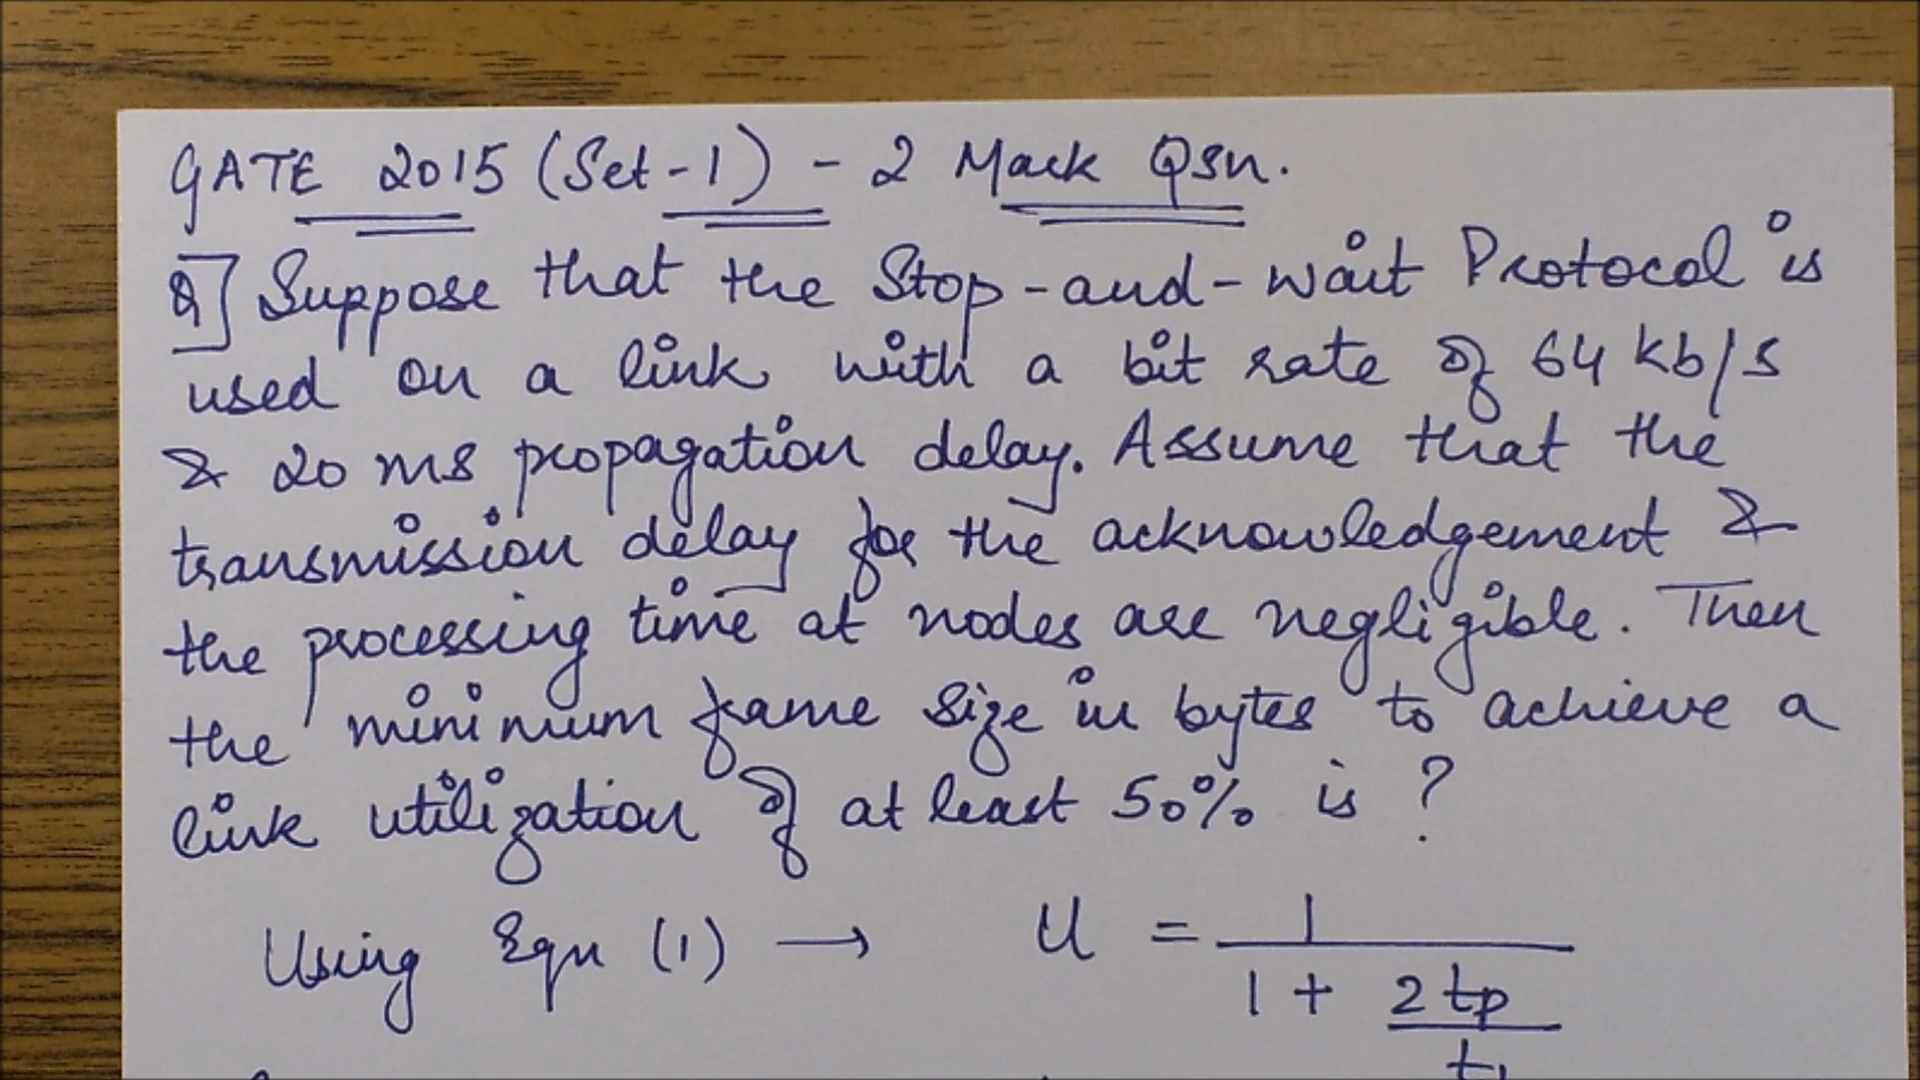 GATE 2015 (Set-1) - 2 Mark Qsn.
Q] Suppose that the Stop-and-wait Protocol is
used on a link with a bit rate of 64 kb/s
& 20 ms propagation delay. Assume that the
transmission delay for the acknowledgement &
the processing time at nodes are negligible. Then
the minimum frame size in bytes to achieve a
link utilization of at least 50% is ?
Using Equ (1) → U = 1
1 + 2tp